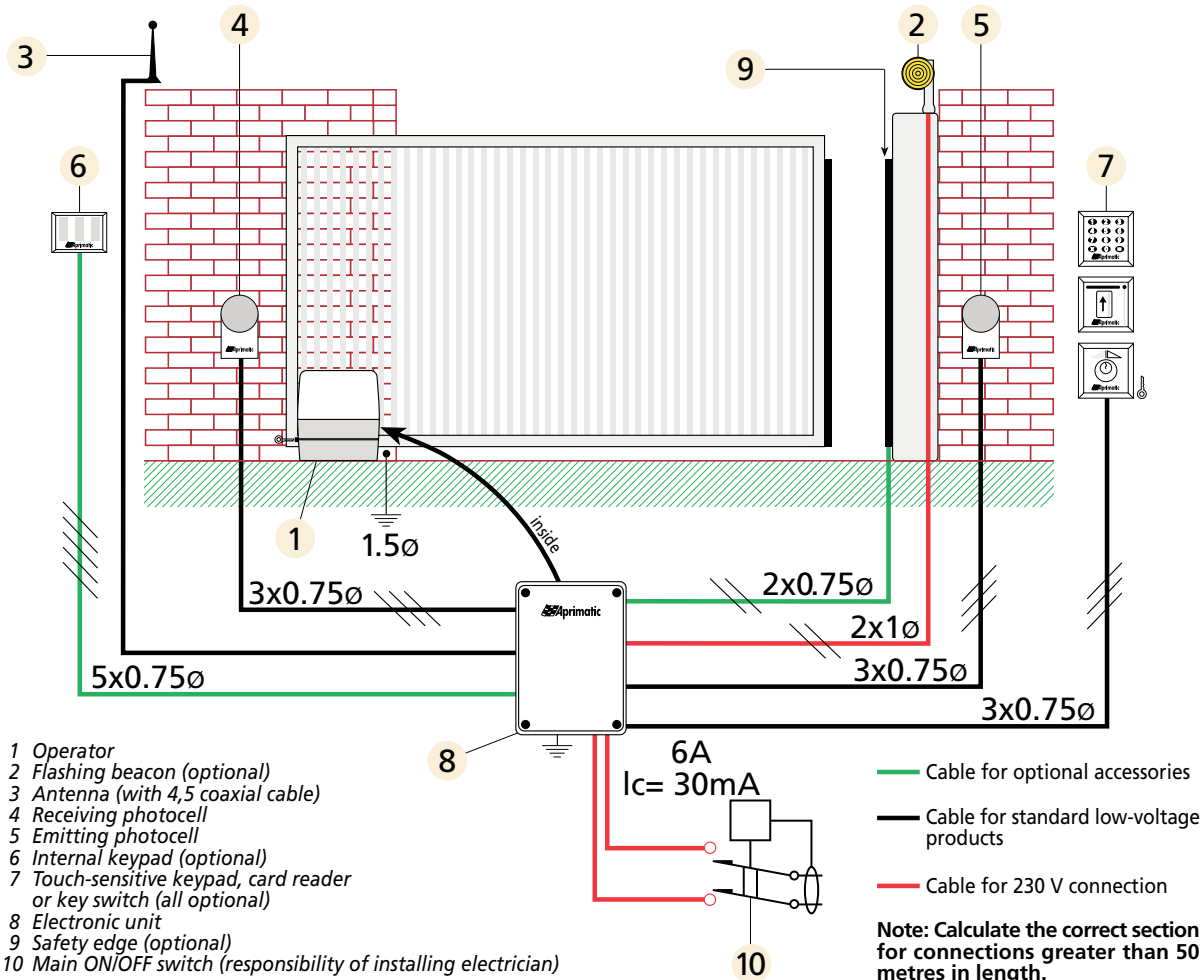 4
2
5
3
9
6
7
Aprimatic
Aprimatic
Aprimatic
Aprimatic
Aprimatic
Aprimatic
1
1.5ø
inside
3x0.75ø
2x0.75ø
Aprimatic
2x1ø
5x0.75ø
3x0.75ø
3x0.75ø
8
6A
Ic= 30mA
10
1 Operator
2 Flashing beacon (optional)
3 Antenna (with 4,5 coaxial cable)
4 Receiving photocell
5 Emitting photocell
6 Internal keypad (optional)
7 Touch-sensitive keypad, card reader
or key switch (all optional)
8 Electronic unit
9 Safety edge (optional)
10 Main ON/OFF switch (responsibility of installing electrician)
Cable for optional accessories
Cable for standard low-voltage
products
Cable for 230 V connection
Note: Calculate the correct section
for connections greater than 50
metres in length.